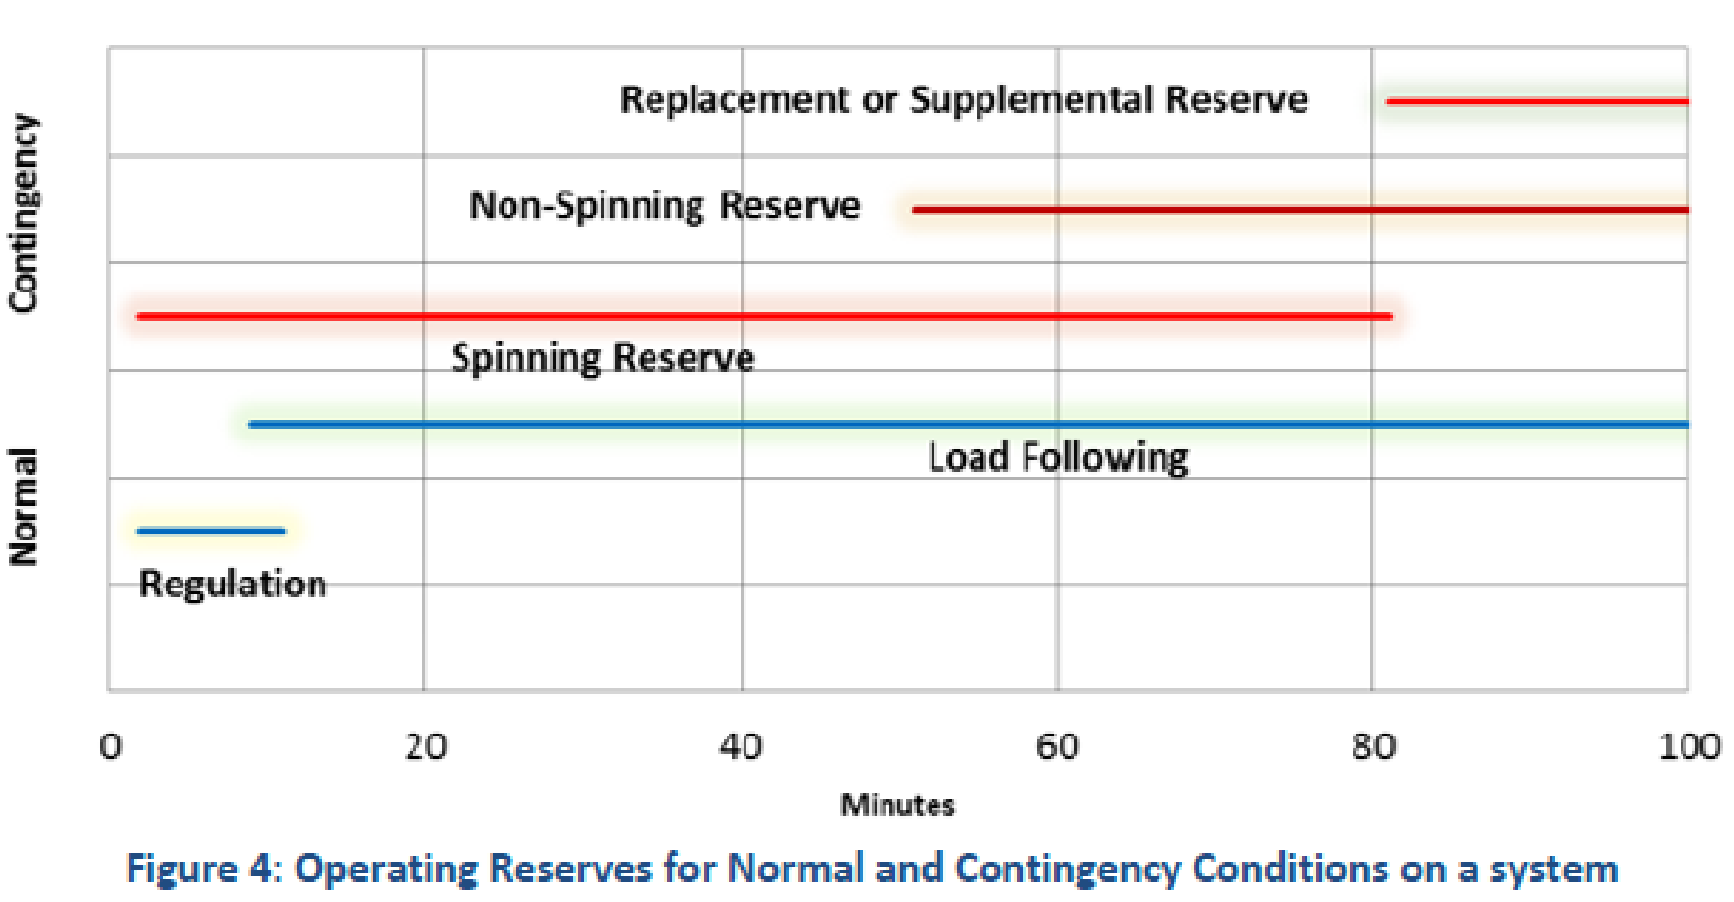 Replacement or Supplemental Reserve
Contingency
Non-Spinning Reserve
Spinning Reserve
Normal
Load Following
Regulation
0 20 40 60 80 100
Minutes
Figure 4: Operating Reserves for Normal and Contingency Conditions on a system